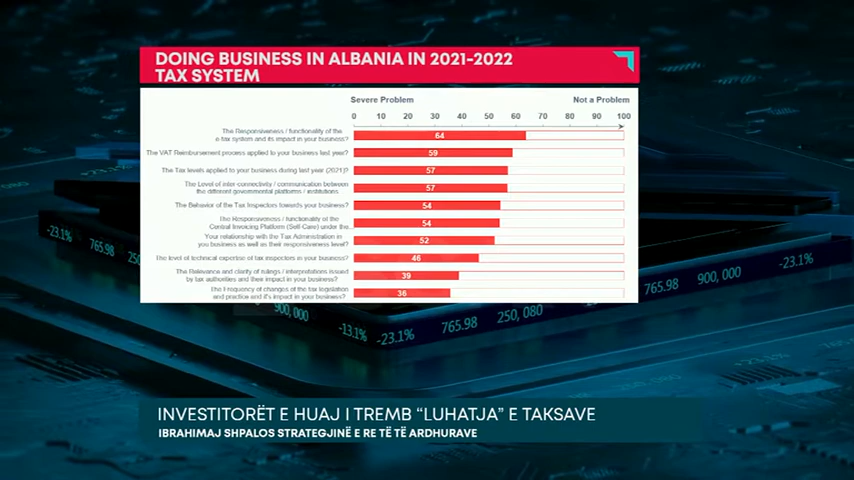 DOING BUSINESS IN ALBANIA IN 2021-2022
TAX SYSTEM
Severe Problem Not a Problem
0 10 20 30 40 50 60 70 80 90 100
The Responsiveness / functionality of the
e-tax system and its impact in your business?
64
The VAT Reimbursement process applied to your business last year?
59
The Tax levels applied to your business during last year (2021)?
57
The Level of inter-connectivity / communication between
the different governmental platforms / institutions
57
The Behavior of the Tax Inspectors towards your business?
54
The Responsiveness / functionality of the
Central Invoicing Platform (Self-Care) under the...
54
Your relationship with the Tax Administration in
you business as well as their responsiveness level?
52
The level of technical expertise of tax inspectors in your business?
46
The Relevance and clarity of rulings / interpretations issued
by tax authorities and their impact in your business?
39
The Frequency of changes of the tax legislation
and practice and it's impact in your business?
36
-23.1% 765.98 250
900,000 -13.1% -23.1% 765.98 250,080 765.98 900,000 -23.1%
INVESTITORËT E HUAJ I TREMB “LUHATJA” E TAKSAVE
IBRAHIMAJ SHPALOS STRATEGJINË E RE TË TË ARDHURAVE